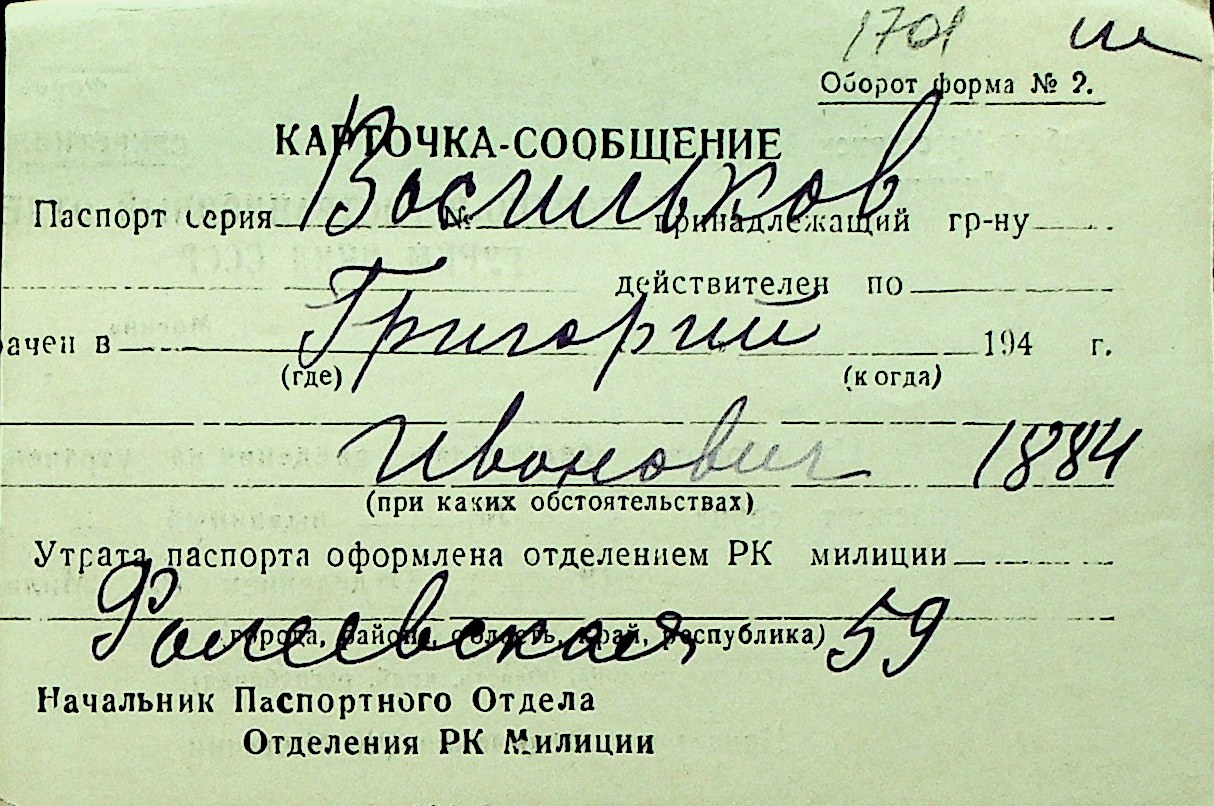 1701
Оборот форма № 2.
КАРТОЧКА-СООБЩЕНИЕ
Васильков
Паспорт серия № принадлежащий гр-ну
действителен по
Григорий
ачен в 194 г.
(где) (когда)
Иванович 1884
(при каких обстоятельствах)
Утрата паспорта оформлена отделением РК милиции
59
города, района, область, край, республика)
Начальник Паспортного Отдела
Отделения РК Милиции